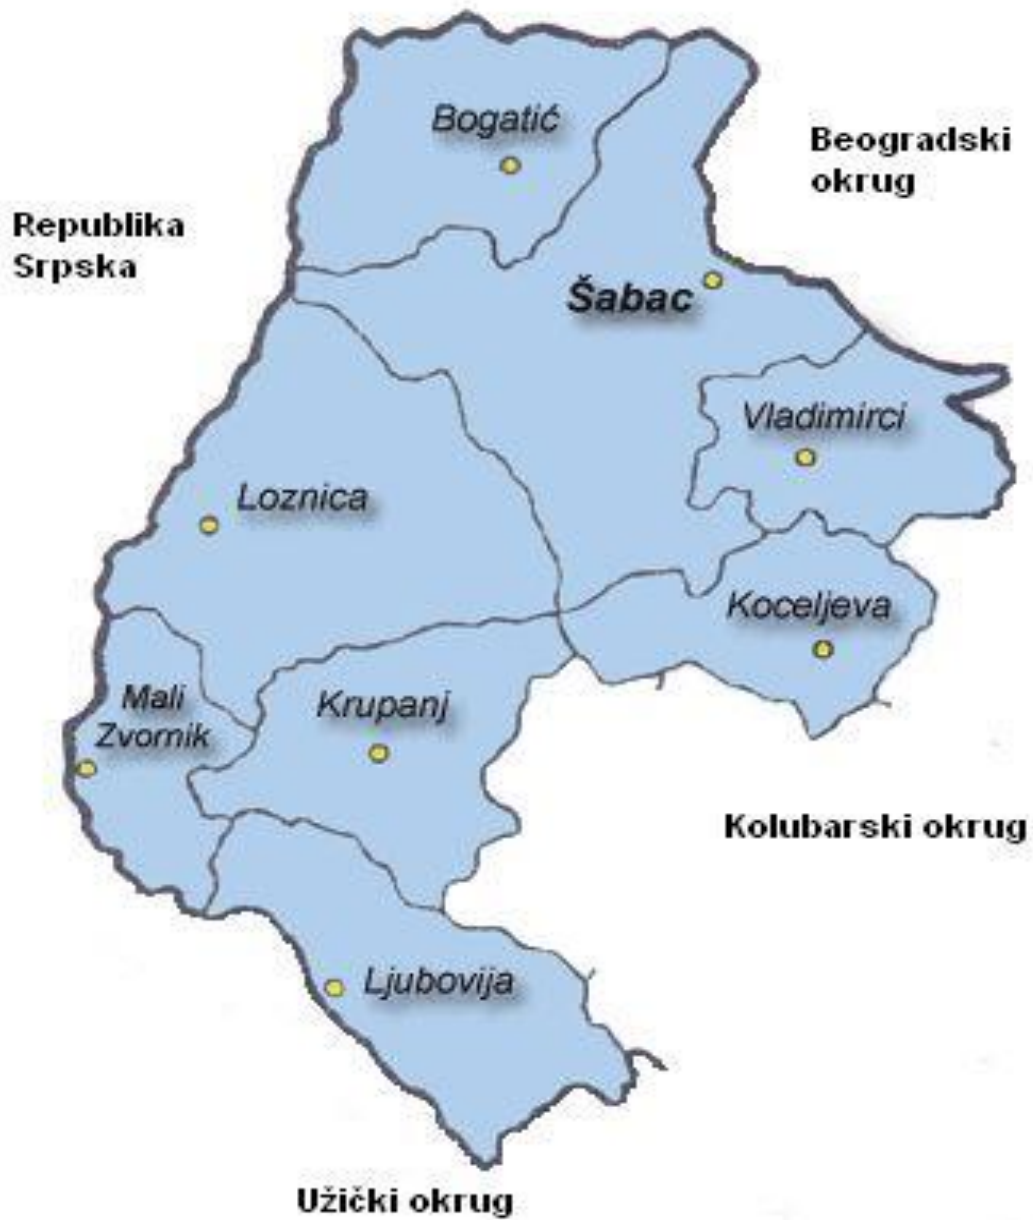 Bogatić
Beogradski
okrug
Republika
Srpska
Šabac
Vladimirci
Loznica
Koceljeva
Mali
Zvornik
Krupanj
Kolubarski okrug
Ljubovija
Užički okrug